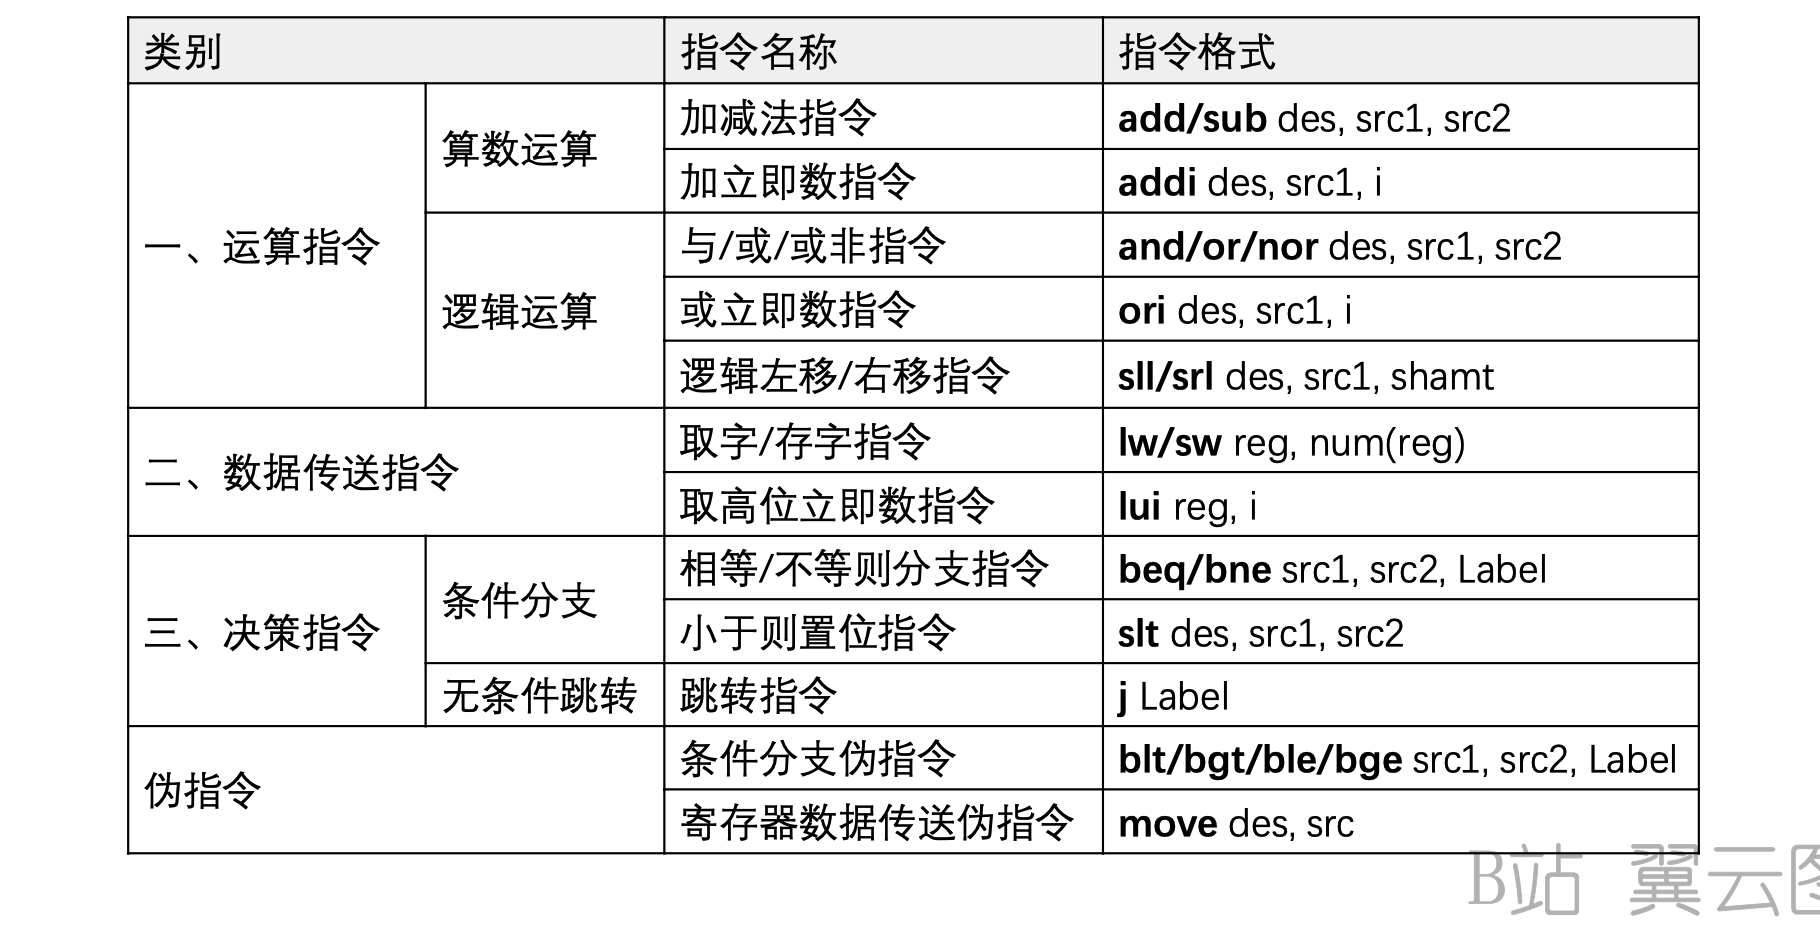 类别 指令名称 指令格式
一、运算指令 算数运算 加减法指令 add/sub des, src1, src2
加立即数指令 addi des, src1, i
逻辑运算 与/或/或非指令 and/or/nor des, src1, src2
或立即数指令 ori des, src1, i
逻辑左移/右移指令 sll/srl des, src1, shamt
二、数据传送指令 取字/存字指令 lw/sw reg, num(reg)
取高位立即数指令 lui reg, i
三、决策指令 条件分支 相等/不等则分支指令 beq/bne src1, src2, Label
小于则置位指令 slt des, src1, src2
无条件跳转 跳转指令 j Label
伪指令 条件分支伪指令 blt/bgt/ble/bge src1, src2, Label
寄存器数据传送伪指令 move des, src
B站 翼云图